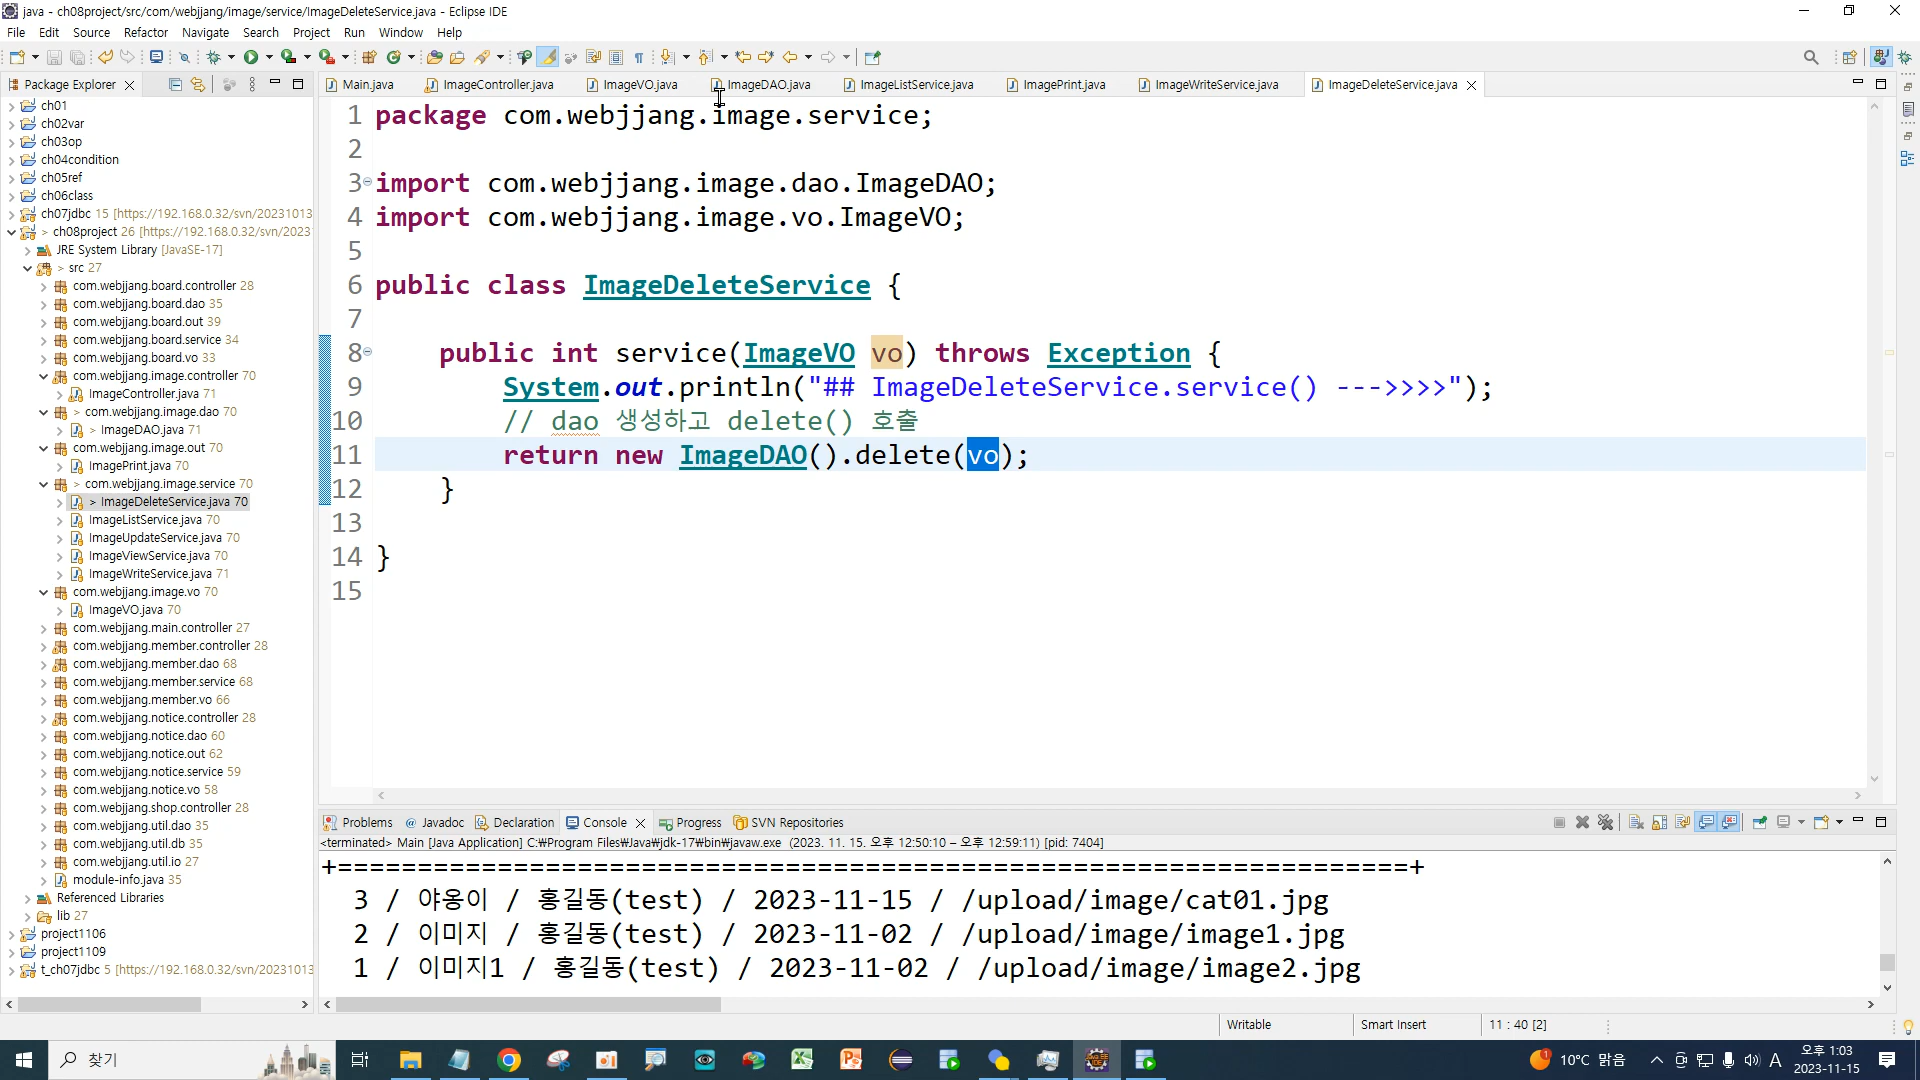 java - ch08project/src/com/webjjang/image/service/ImageDeleteService.java - Eclipse IDE
File Edit Source Refactor Navigate Search Project Run Window Help
Package Explorer
Main.java ImageController.java ImageVO.java ImageDAO.java ImageListService.java ImagePrint.java ImageWriteService.java ImageDeleteService.java
ch01
ch02var
ch03op
ch04condition
ch05ref
ch06class
ch07jdbc 15 [https://192.168.0.32/svn/20231013
> ch08project 26 [https://192.168.0.32/svn/2023
JRE System Library [JavaSE-17]
> src 27
com.webjjang.board.controller 28
com.webjjang.board.dao 35
com.webjjang.board.out 39
com.webjjang.board.service 34
com.webjjang.board.vo 33
com.webjjang.image.controller 70
ImageController.java 71
> com.webjjang.image.dao 70
> ImageDAO.java 71
com.webjjang.image.out 70
ImagePrint.java 70
> com.webjjang.image.service 70
> ImageDeleteService.java 70
ImageListService.java 70
ImageUpdateService.java 70
ImageViewService.java 70
ImageWriteService.java 71
com.webjjang.image.vo 70
ImageVO.java 70
com.webjjang.main.controller 27
com.webjjang.member.controller 28
com.webjjang.member.dao 68
com.webjjang.member.service 68
com.webjjang.member.vo 66
com.webjjang.notice.controller 28
com.webjjang.notice.dao 60
com.webjjang.notice.out 62
com.webjjang.notice.service 59
com.webjjang.notice.vo 58
com.webjjang.shop.controller 28
com.webjjang.util.dao 35
com.webjjang.util.db 35
com.webjjang.util.io 27
module-info.java 35
Referenced Libraries
lib 27
project1106
project1109
t_ch07jdbc 5 [https://192.168.0.32/svn/20231013
1 package com.webjjang.image.service;
2
3 import com.webjjang.image.dao.ImageDAO;
4 import com.webjjang.image.vo.ImageVO;
5
6 public class ImageDeleteService {
7
8 public int service(ImageVO vo) throws Exception {
9 System.out.println("## ImageDeleteService.service() --->>>>");
10 // dao 생성하고 delete() 호출
11 return new ImageDAO().delete(vo);
12 }
13
14 }
15
Problems @ Javadoc Declaration Console Progress SVN Repositories
<terminated> Main [Java Application] C:₩Program Files₩Java₩jdk-17₩bin₩javaw.exe (2023. 11. 15. 오후 12:50:10 – 오후 12:59:11) [pid: 7404]
+===================================================================+
3 / 야옹이 / 홍길동(test) / 2023-11-15 / /upload/image/cat01.jpg
2 / 이미지 / 홍길동(test) / 2023-11-02 / /upload/image/image1.jpg
1 / 이미지1 / 홍길동(test) / 2023-11-02 / /upload/image/image2.jpg
Writable Smart Insert 11 : 40 [2]
찾기
1 10°C 맑음 A 오후 1:03
2023-11-15